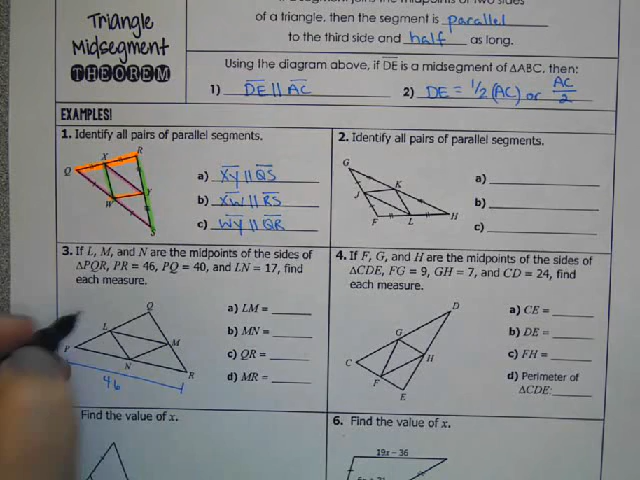 of a triangle, then the segment is parallel
to the third side and half as long.
Triangle
Midsegment
THEOREM
Using the diagram above, if DE is a midsegment of ΔABC, then:
1) DE || AC
2) DE = 1/2 (AC) or AC/2
EXAMPLES!
1. Identify all pairs of parallel segments.
Q X R W Y S
a) XY || QS
b) XW || RS
c) WY || QR
2. Identify all pairs of parallel segments.
G K J F L H
a)
b)
c)
3. If L, M, and N are the midpoints of the sides of
ΔPQR, PR = 46, PQ = 40, and LN = 17, find
each measure.
Q L M P N R
46
a) LM =
b) MN =
c) QR =
d) MR =
4. If F, G, and H are the midpoints of the sides of
ΔCDE, FG = 9, GH = 7, and CD = 24, find
each measure.
D G H C F E
a) CE =
b) DE =
c) FH =
d) Perimeter of
ΔCDE:
Find the value of x.
6. Find the value of x.
19x – 36